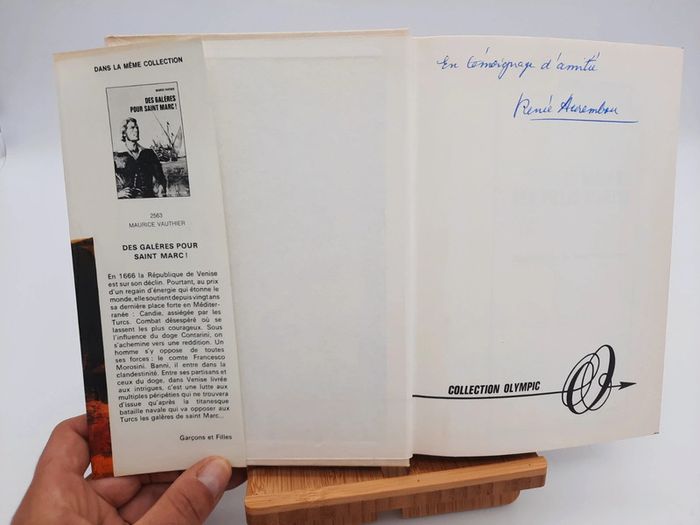 DANS LA MÊME COLLECTION
DES GALÈRES
POUR SAINT MARC!
2563
MAURICE VAUTHIER
DES GALÈRES POUR
SAINT MARC!
En 1666 la République de Venise
est sur son déclin. Pourtant, au prix
d'un regain d'énergie qui étonne le
monde, elle soutient depuis vingt ans
sa dernière place forte en Méditer-
ranée : Candie, assiégée par les
Turcs. Combat désespéré où se
lassent les plus courageux. Sous
l'influence du doge Contarini, on
s'achemine vers une reddition. Un
homme s'y oppose de toutes
ses forces : le comte Francesco
Morosini. Banni, il entre dans la
clandestinité. Entre ses partisans et
ceux du doge, dans Venise livrée
aux intrigues, c'est une lutte aux
multiples péripéties qui ne trouvera
d'issue qu'après la titanesque
bataille navale qui va opposer aux
Turcs les galères de saint Marc...
Garçons et Filles
En témoignage d'amitié
Renée Aurembou
COLLECTION OLYMPIC